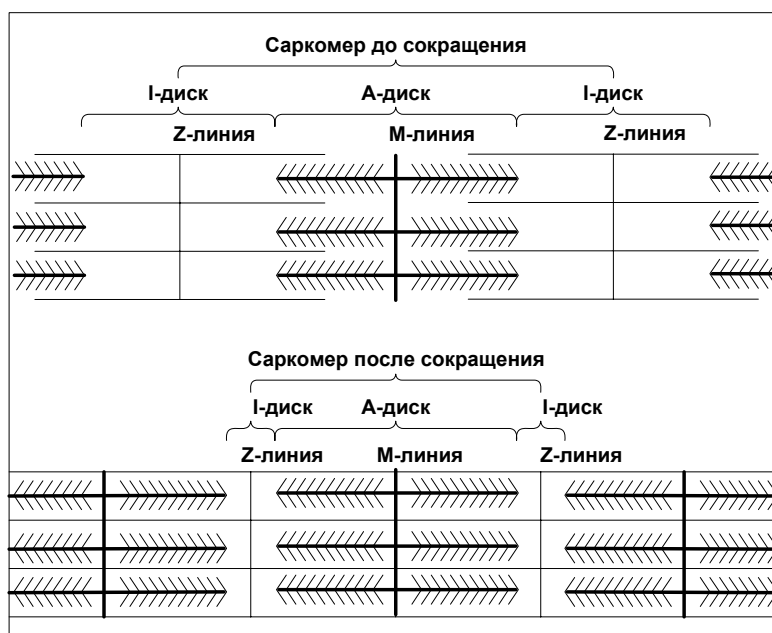 Саркомер до сокращения
I-диск A-диск I-диск
Z-линия M-линия Z-линия
Саркомер после сокращения
I-диск A-диск I-диск
Z-линия M-линия Z-линия